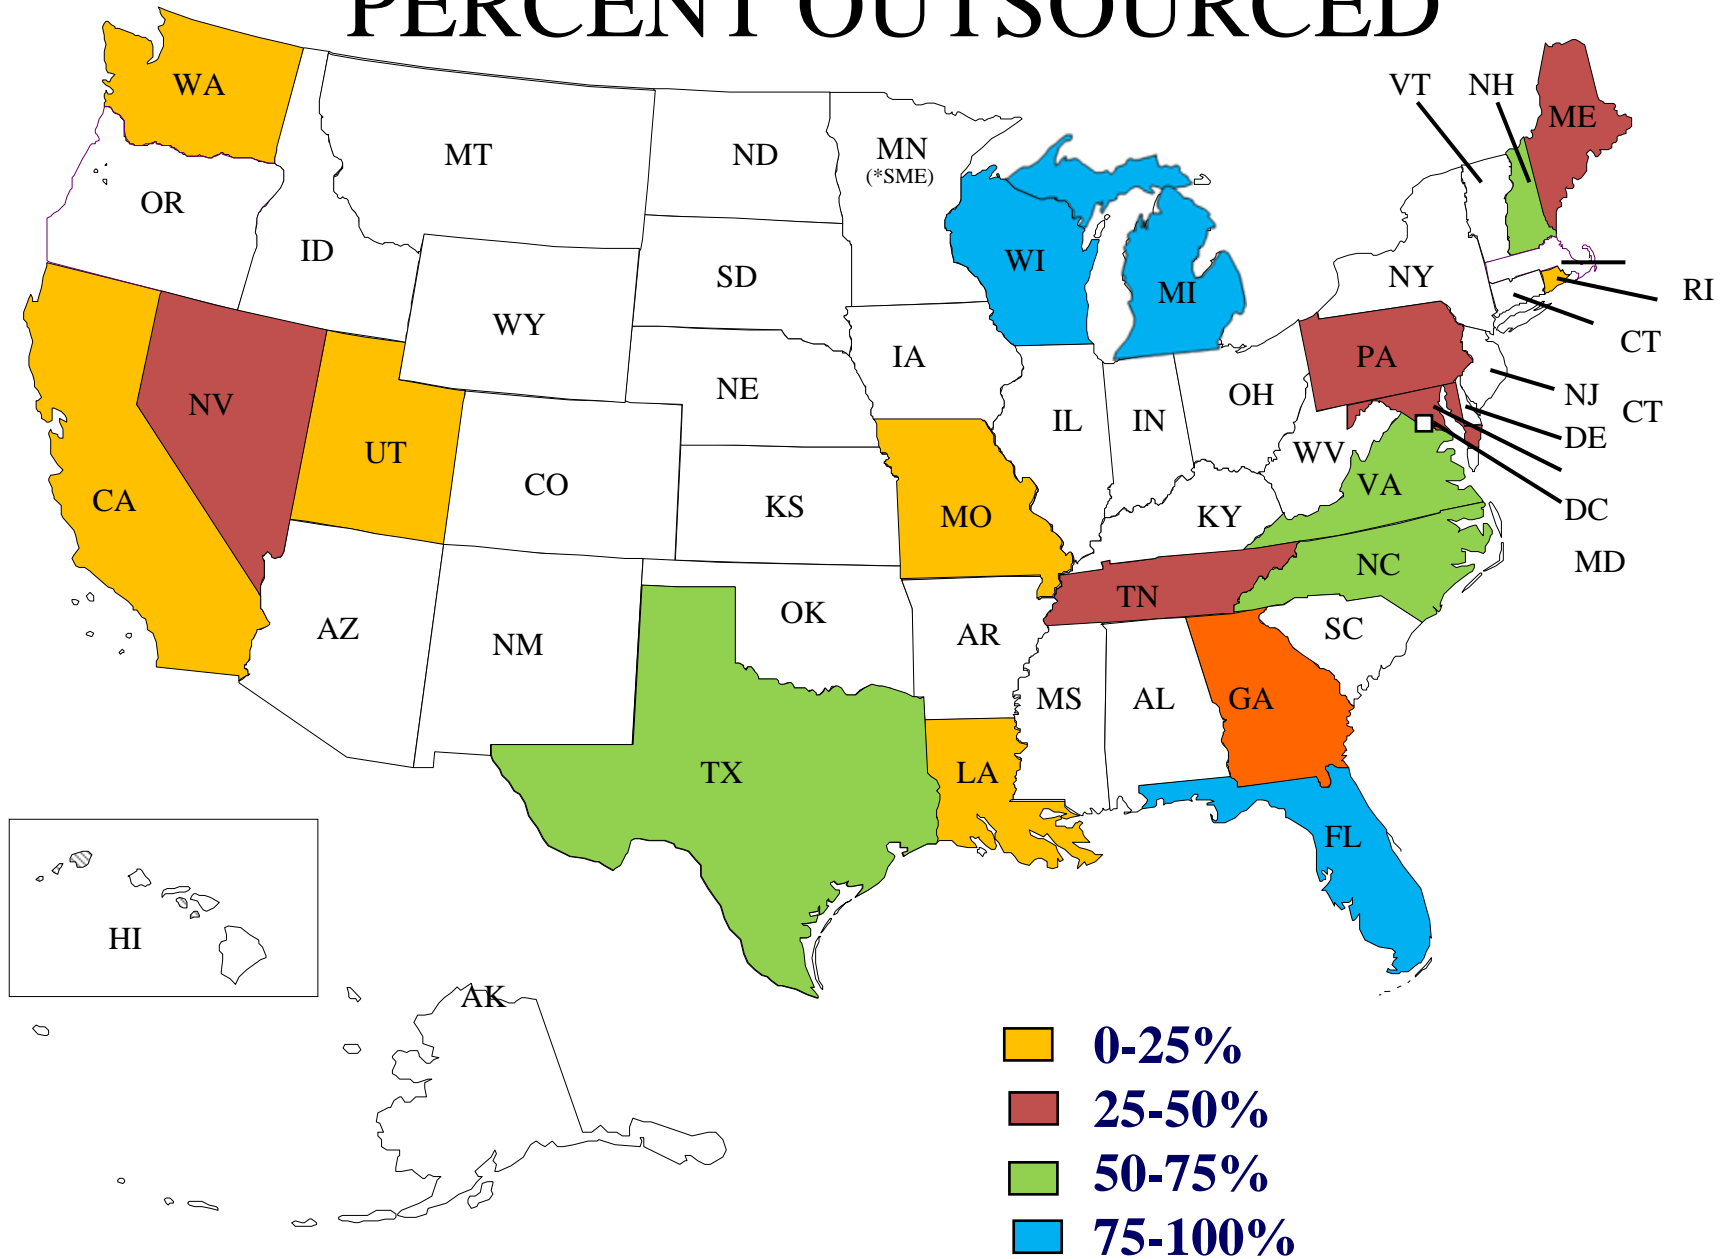 PERCENT OUTSOURCED
WA
VT
NH
ME
MT
ND
MN
(*SME)
OR
ID
WI
MI
NY
RI
SD
WY
CT
IA
PA
NE
NV
OH
NJ
CT
IL
IN
DE
UT
WV
CO
VA
CA
KS
MO
KY
DC
NC
MD
TN
OK
AZ
AR
SC
NM
MS
AL
GA
TX
LA
FL
HI
AK
0-25%
25-50%
50-75%
75-100%